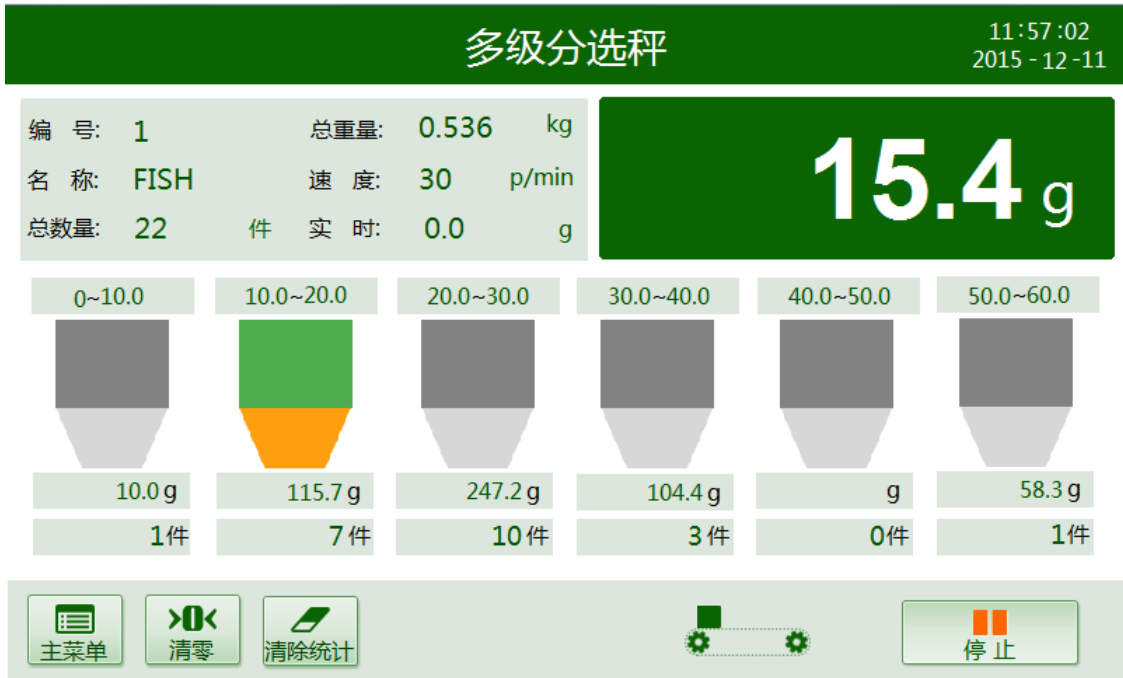 多级分选秤
11:57:02
2015-12-11
编 号: 1 总重量: 0.536 kg
名 称: FISH 速 度: 30 p/min
总数量: 22 件 实 时: 0.0 g
15.4 g
0~10.0 10.0~20.0 20.0~30.0 30.0~40.0 40.0~50.0 50.0~60.0
10.0 g 115.7 g 247.2 g 104.4 g g 58.3 g
1件 7件 10件 3件 0件 1件
>0<
主菜单 清零 清除统计 停止